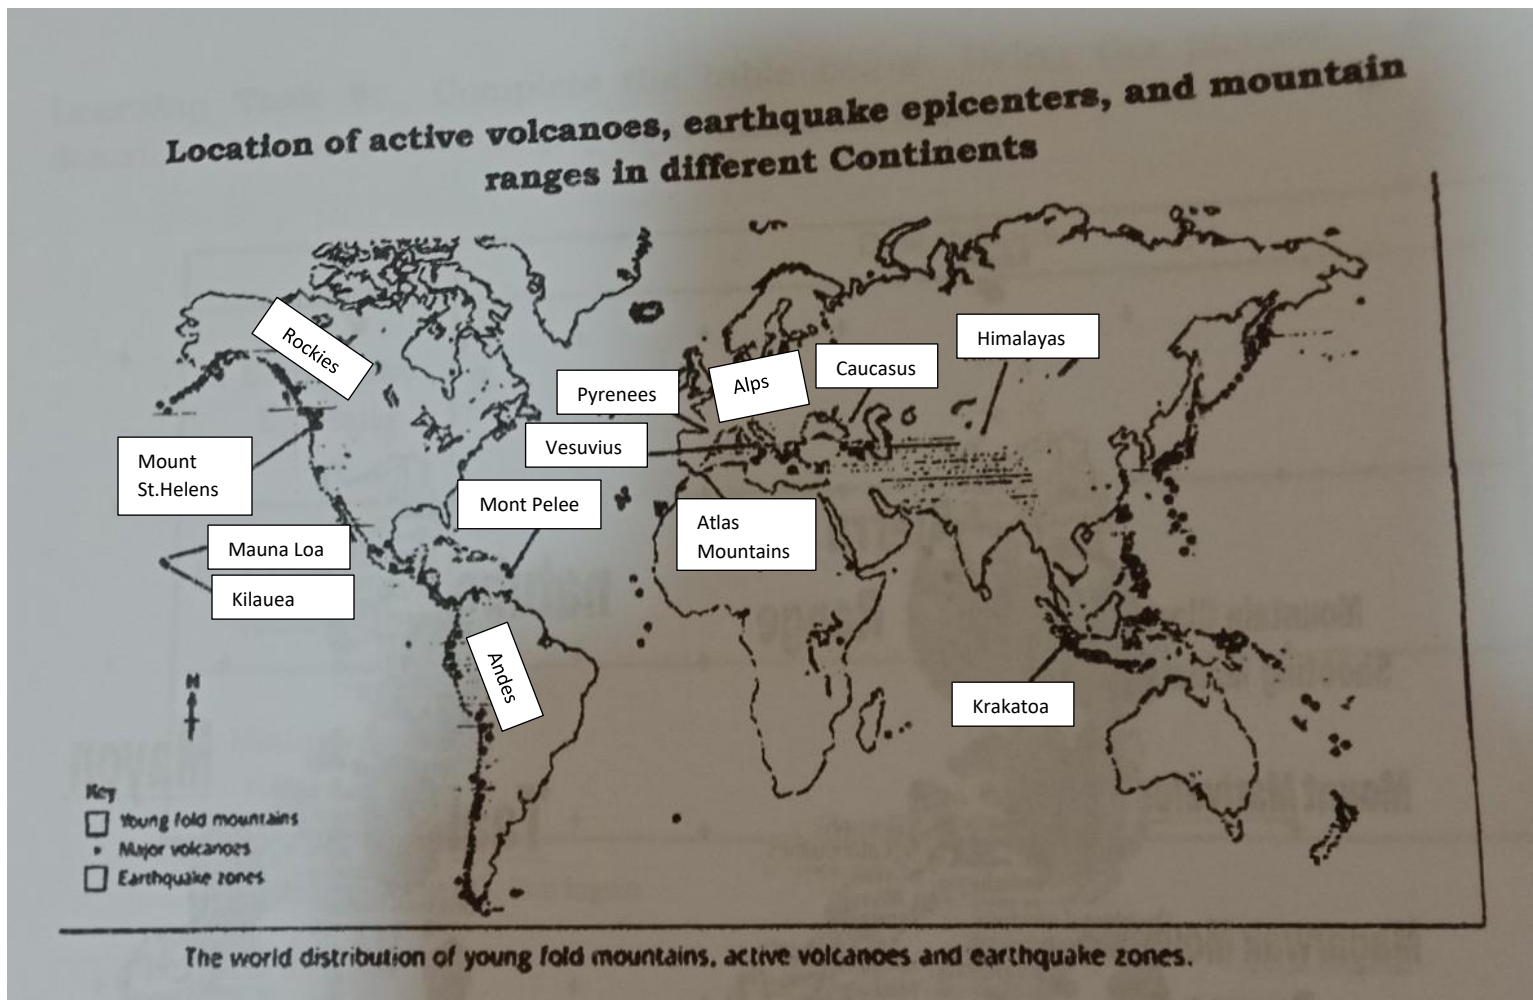 Location of active volcanoes, earthquake epicenters, and mountain
ranges in different Continents
Rockies
Himalayas
Caucasus
Alps
Pyrenees
Vesuvius
Mount
St.Helens
Mont Pelee
Atlas
Mountains
Mauna Loa
Kilauea
Andes
Krakatoa
N
Key
Young fold mountains
Major volcanoes
Earthquake zones
The world distribution of young fold mountains, active volcanoes and earthquake zones.